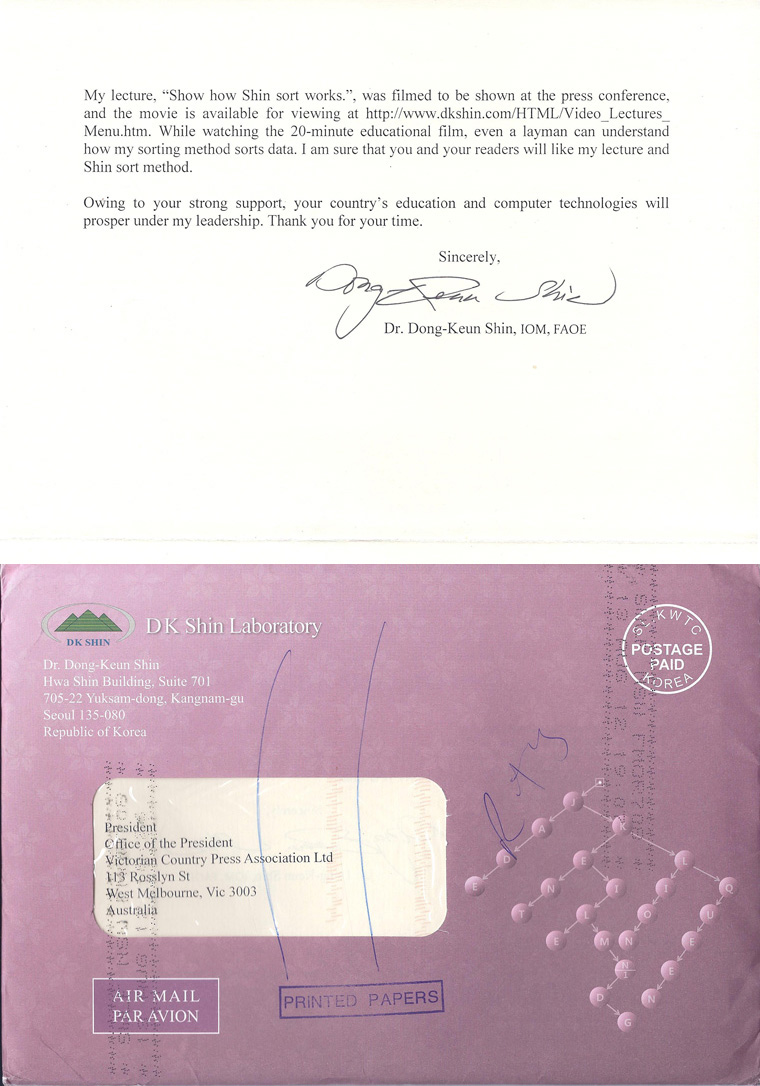 My lecture, “Show how Shin sort works.”, was filmed to be shown at the press conference,
and the movie is available for viewing at http://www.dkshin.com/HTML/Video_Lectures_
Menu.htm. While watching the 20-minute educational film, even a layman can understand
how my sorting method sorts data. I am sure that you and your readers will like my lecture and
Shin sort method.
Owing to your strong support, your country’s education and computer technologies will
prosper under my leadership. Thank you for your time.
Sincerely,
Dong-Keun Shin
Dr. Dong-Keun Shin, IOM, FAOE
DK SHIN
DK Shin Laboratory
Dr. Dong-Keun Shin
Hwa Shin Building, Suite 701
705-22 Yuksam-dong, Kangnam-gu
Seoul 135-080
Republic of Korea
KWTC
POSTAGE
PAID
KOREA
President
Office of the President
Victorian Country Press Association Ltd
113 Rosslyn St
West Melbourne, Vic 3003
Australia
J
A K
D E L
E N I I Q
T L O U
E M N E
N E
D N
G
AIR MAIL
PAR AVION
PRINTED PAPERS